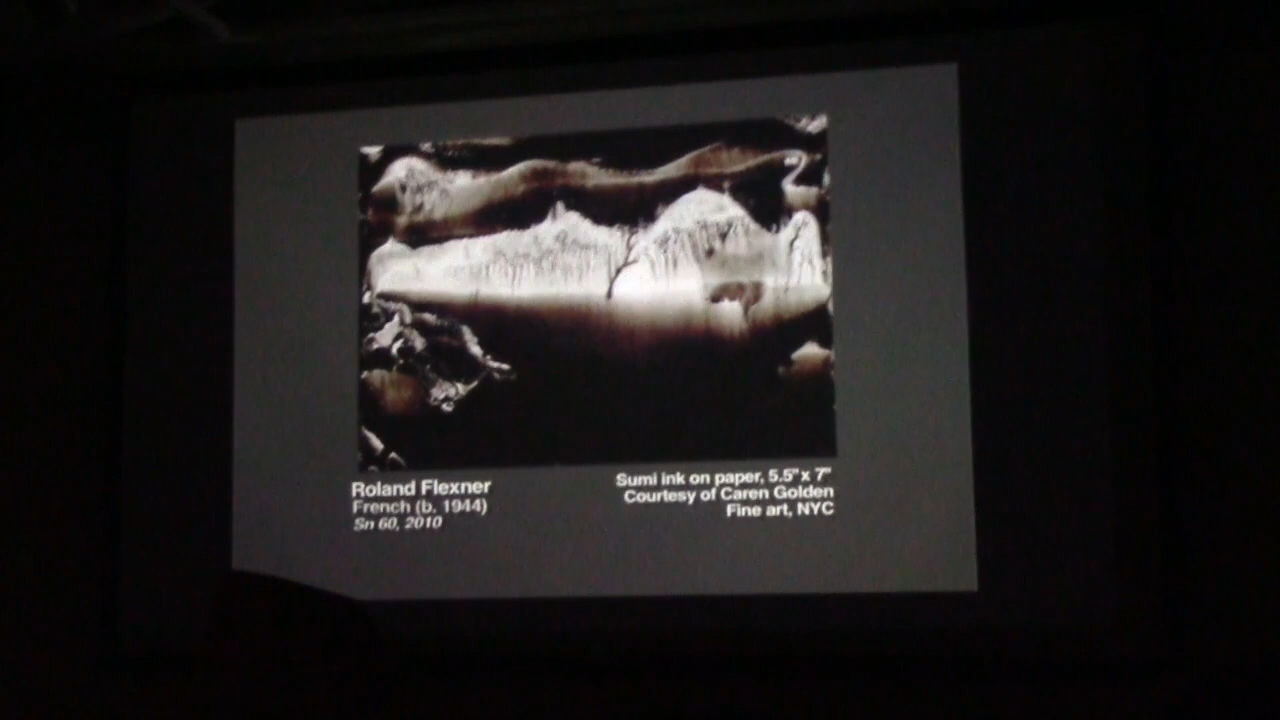 Roland Flexner
French (b. 1944)
Sn 60, 2010
Sumi ink on paper, 5.5" x 7"
Courtesy of Caren Golden
Fine art, NYC